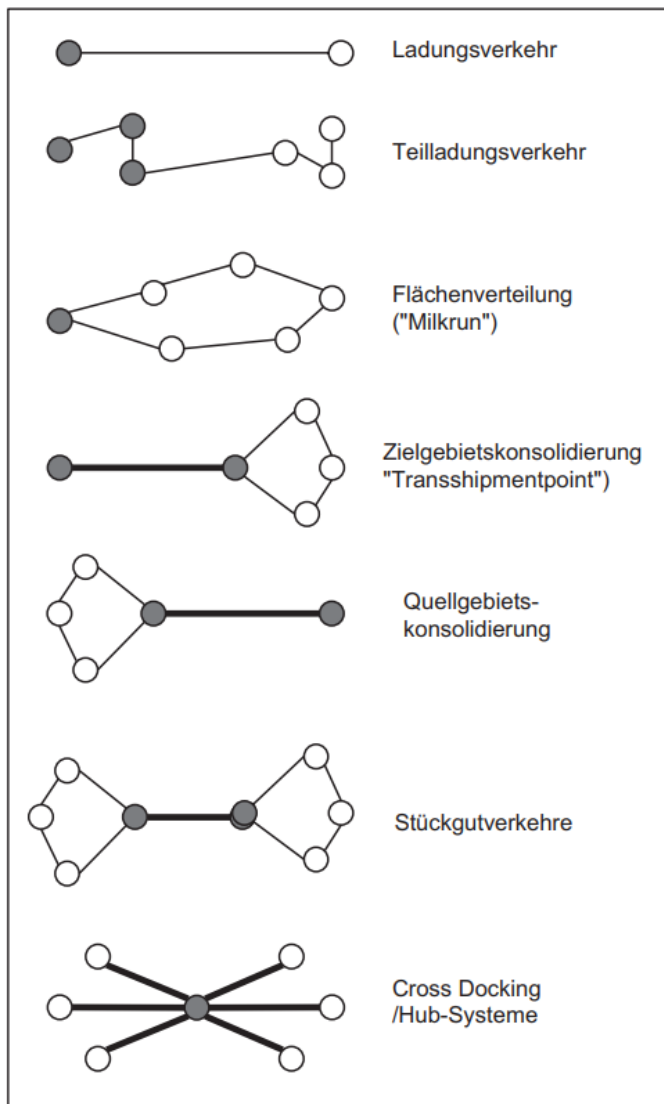 Ladungsverkehr
Teilladungsverkehr
Flächenverteilung
("Milkrun")
Zielgebietskonsolidierung
"Transshipmentpoint")
Quellgebiets-
konsolidierung
Stückgutverkehre
Cross Docking
/Hub-Systeme